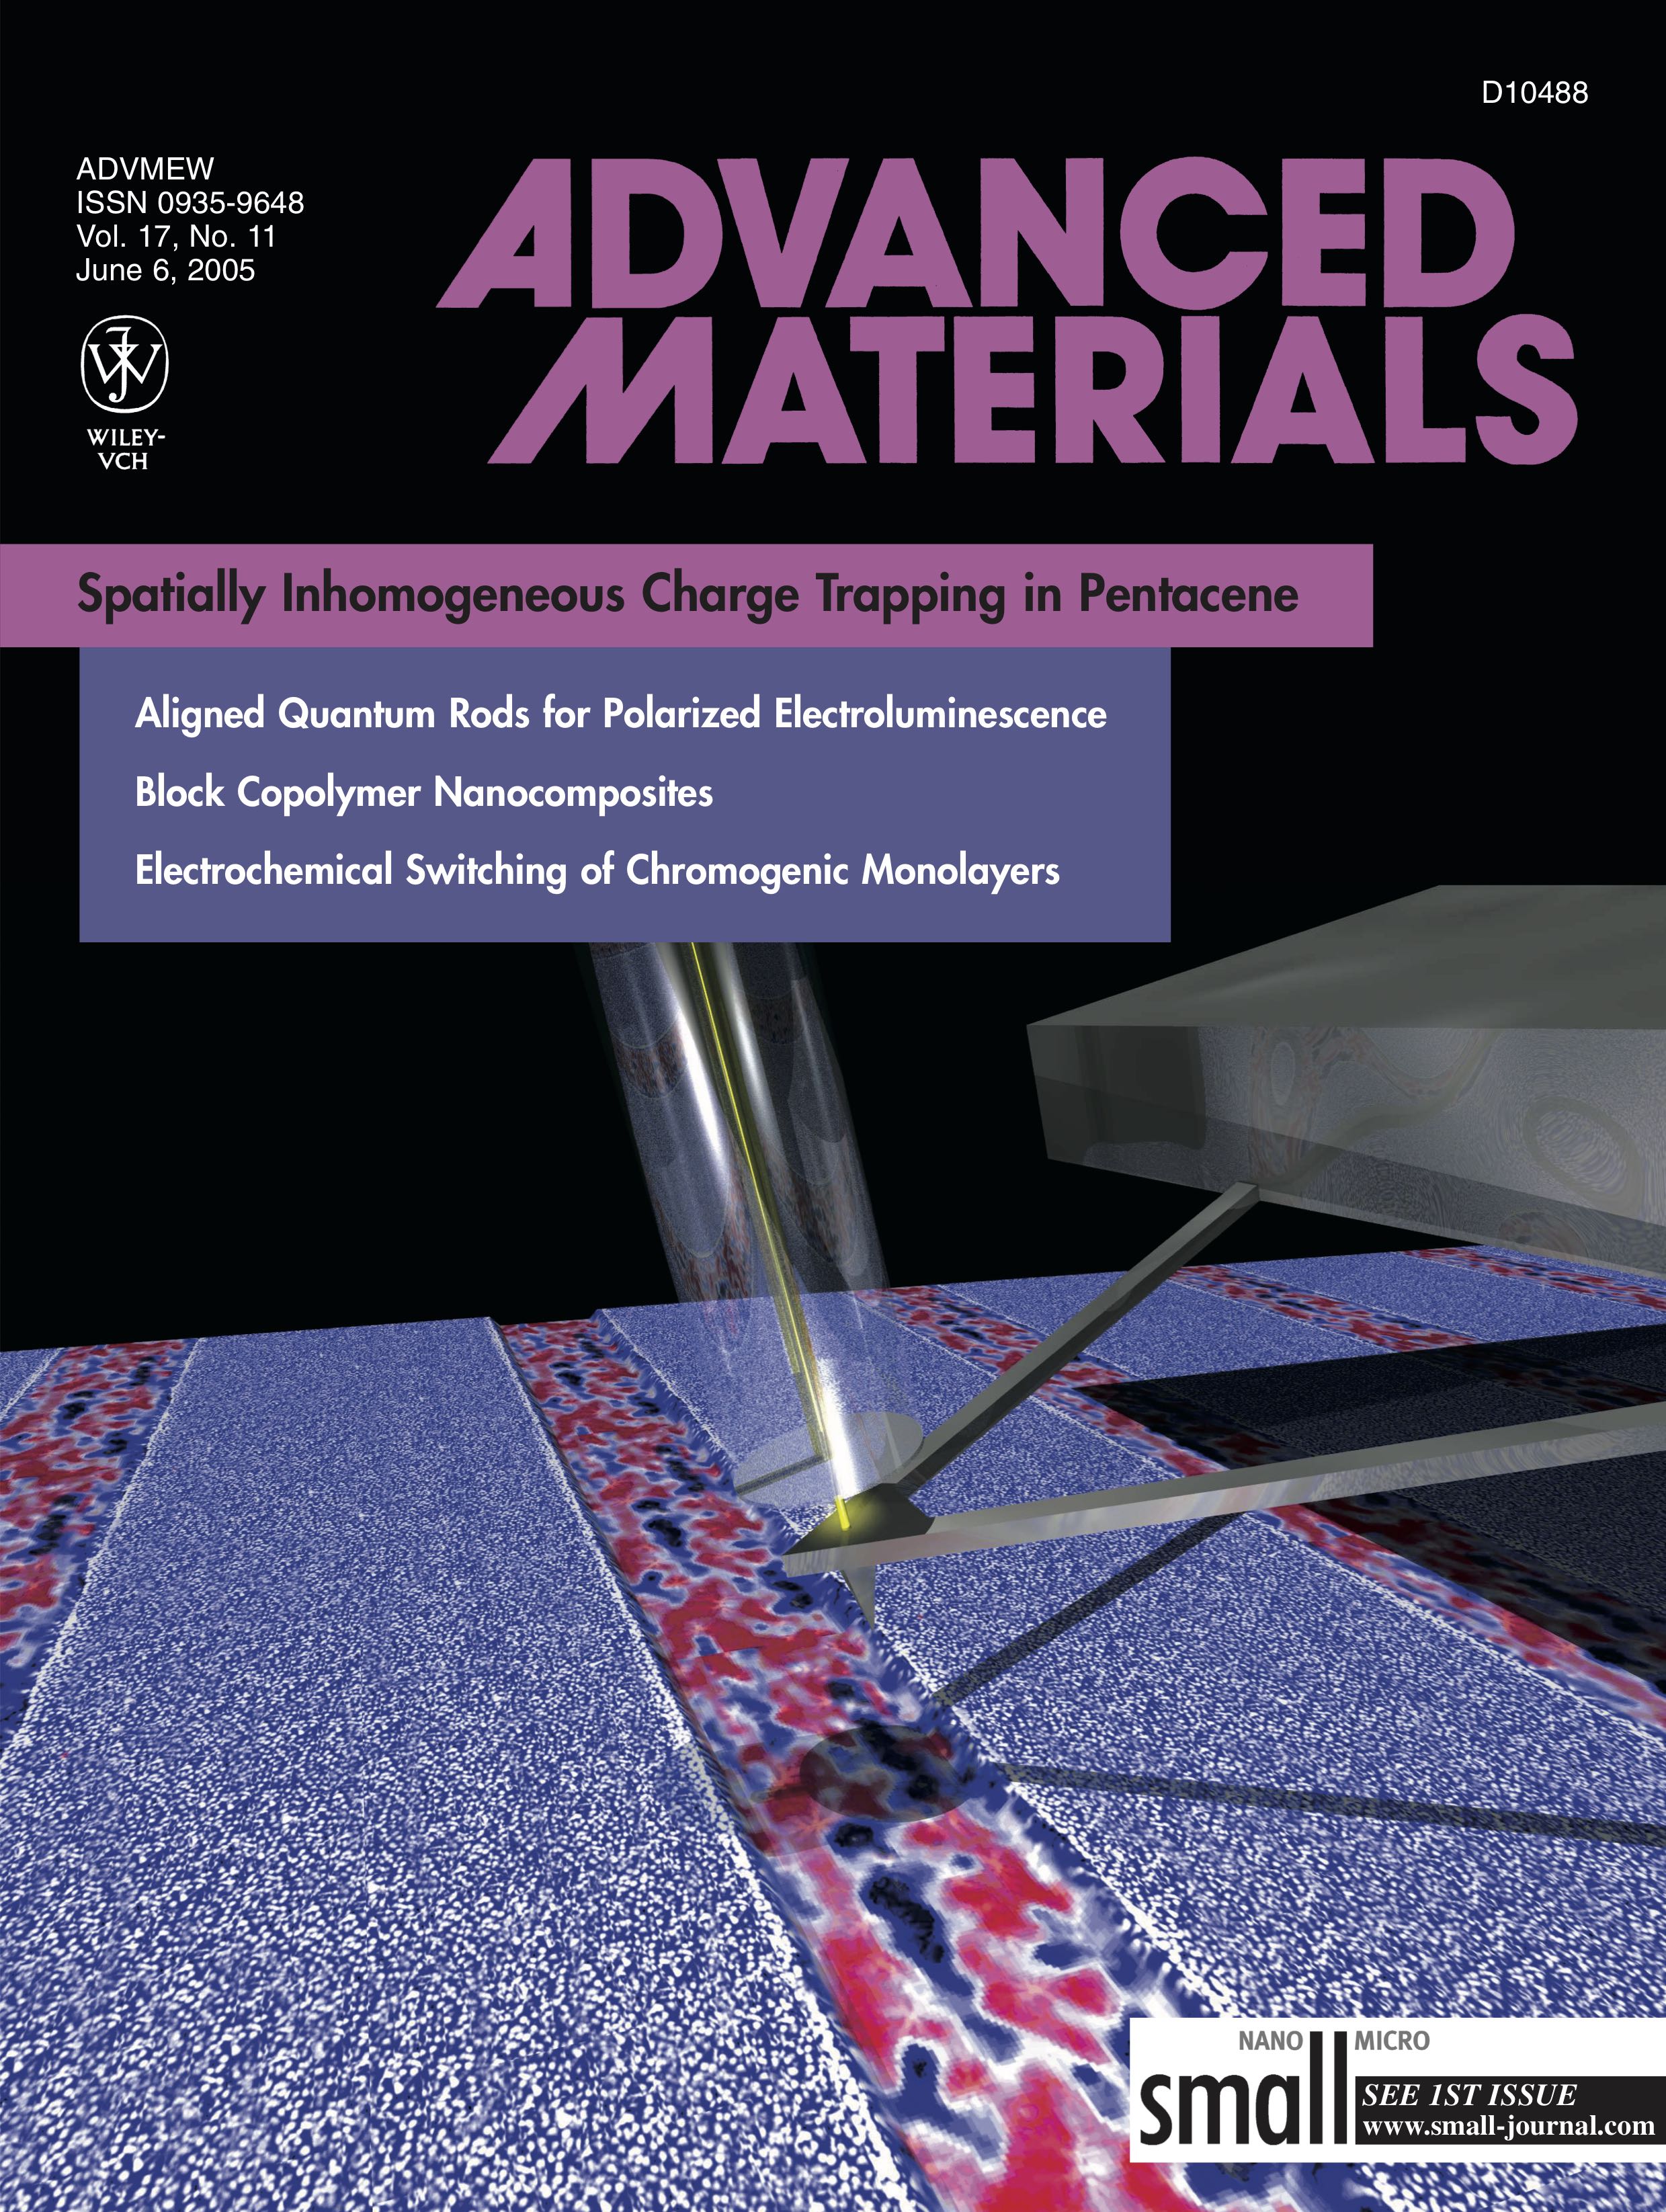 D10488
ADVMEW
ISSN 0935-9648
Vol. 17, No. 11
June 6, 2005
WILEY-
VCH
ADVANCED
MATERIALS
Spatially Inhomogeneous Charge Trapping in Pentacene
Aligned Quantum Rods for Polarized Electroluminescence
Block Copolymer Nanocomposites
Electrochemical Switching of Chromogenic Monolayers
NANO MICRO
small
SEE 1ST ISSUE
www.small-journal.com